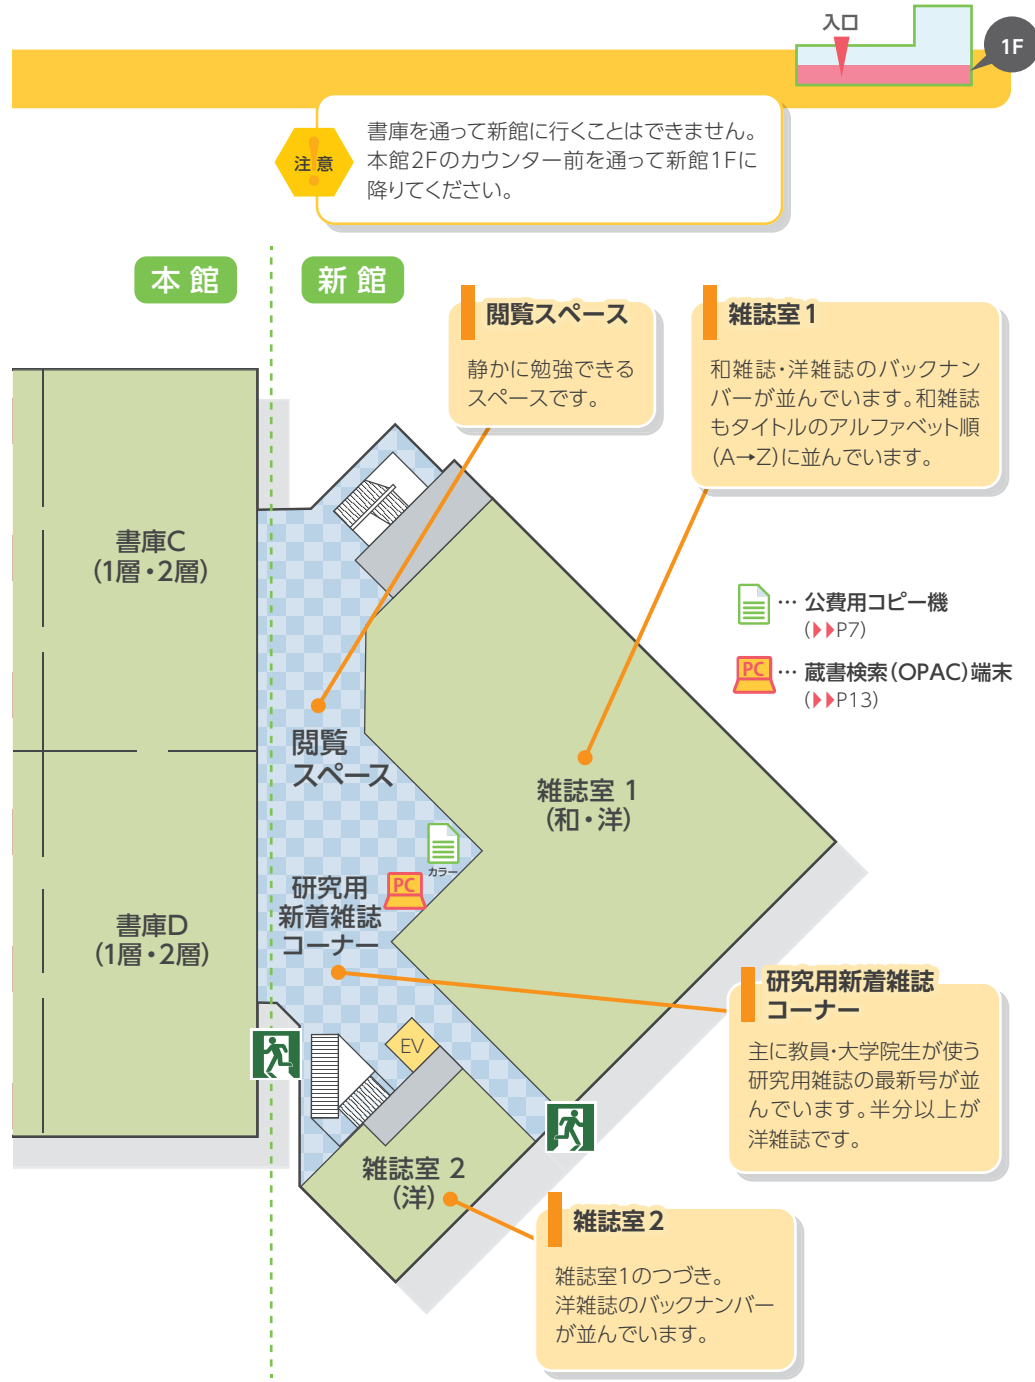 入口
1F
注意
書庫を通って新館に行くことはできません。
本館2Fのカウンター前を通って新館1Fに
降りてください。
本館
新館
閲覧スペース
静かに勉強できる
スペースです。
雑誌室1
和雑誌・洋雑誌のバックナン
バーが並んでいます。和雑誌
もタイトルのアルファベット順
(A→Z)に並んでいます。
書庫C
(1層・2層)
… 公費用コピー機
(▶▶P7)
PC … 蔵書検索(OPAC)端末
(▶▶P13)
閲覧
スペース
雑誌室 1
(和・洋)
カラー
PC
研究用
新着雑誌
コーナー
書庫D
(1層・2層)
研究用新着雑誌
コーナー
主に教員・大学院生が使う
研究用雑誌の最新号が並
んでいます。半分以上が
洋雑誌です。
EV
雑誌室 2
(洋)
雑誌室2
雑誌室1のつづき。
洋雑誌のバックナンバー
が並んでいます。